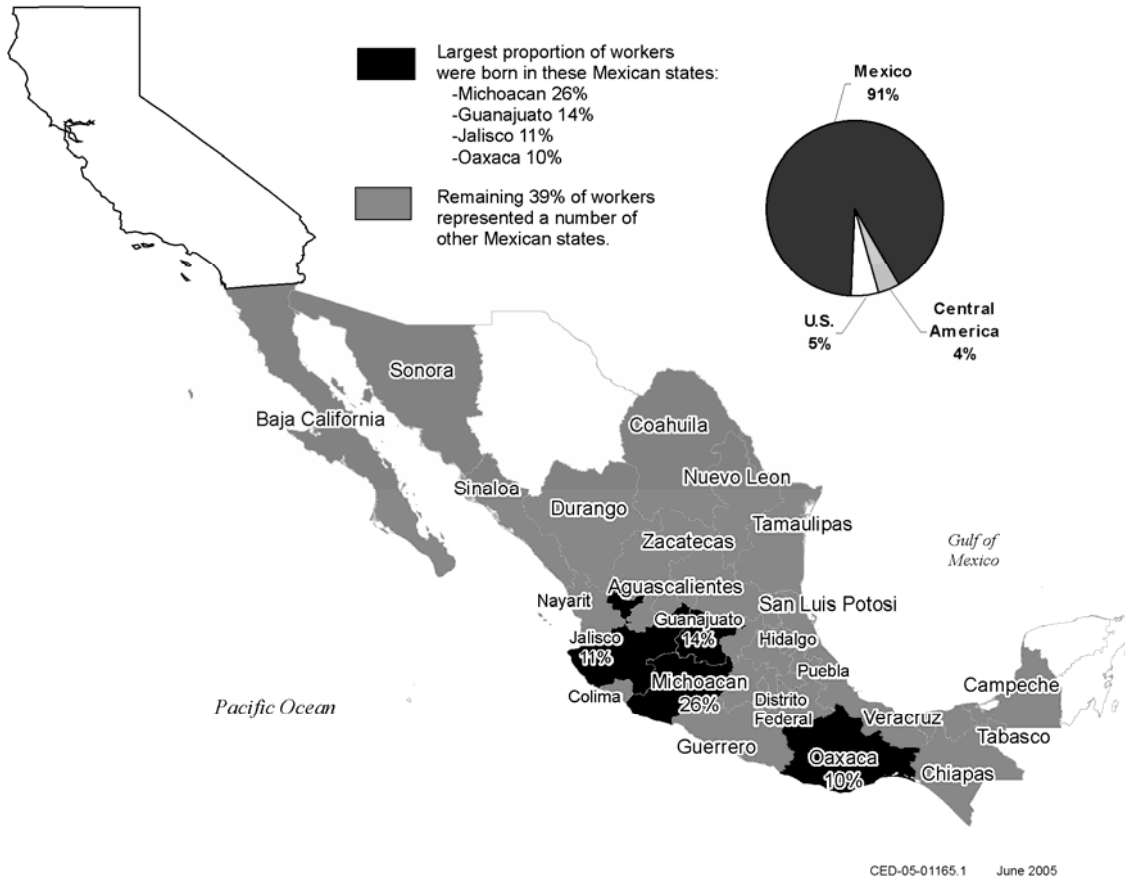 Largest proportion of workers
were born in these Mexican states:
-Michoacan 26%
-Guanajuato 14%
-Jalisco 11%
-Oaxaca 10%
Remaining 39% of workers
represented a number of
other Mexican states.
Mexico
91%
U.S.
5%
Central
America
4%
Sonora
Baja California
Coahuila
Nuevo Leon
Sinaloa
Durango
Tamaulipas
Zacatecas
Gulf of
Mexico
Aguascalientes
Nayarit
San Luis Potosi
Guanajuato
14%
Jalisco
11%
Hidalgo
Puebla
Michoacan
26%
Colima
Distrito
Federal
Campeche
Pacific Ocean
Veracruz
Tabasco
Guerrero
Oaxaca
10%
Chiapas
CED-05-01165.1 June 2005